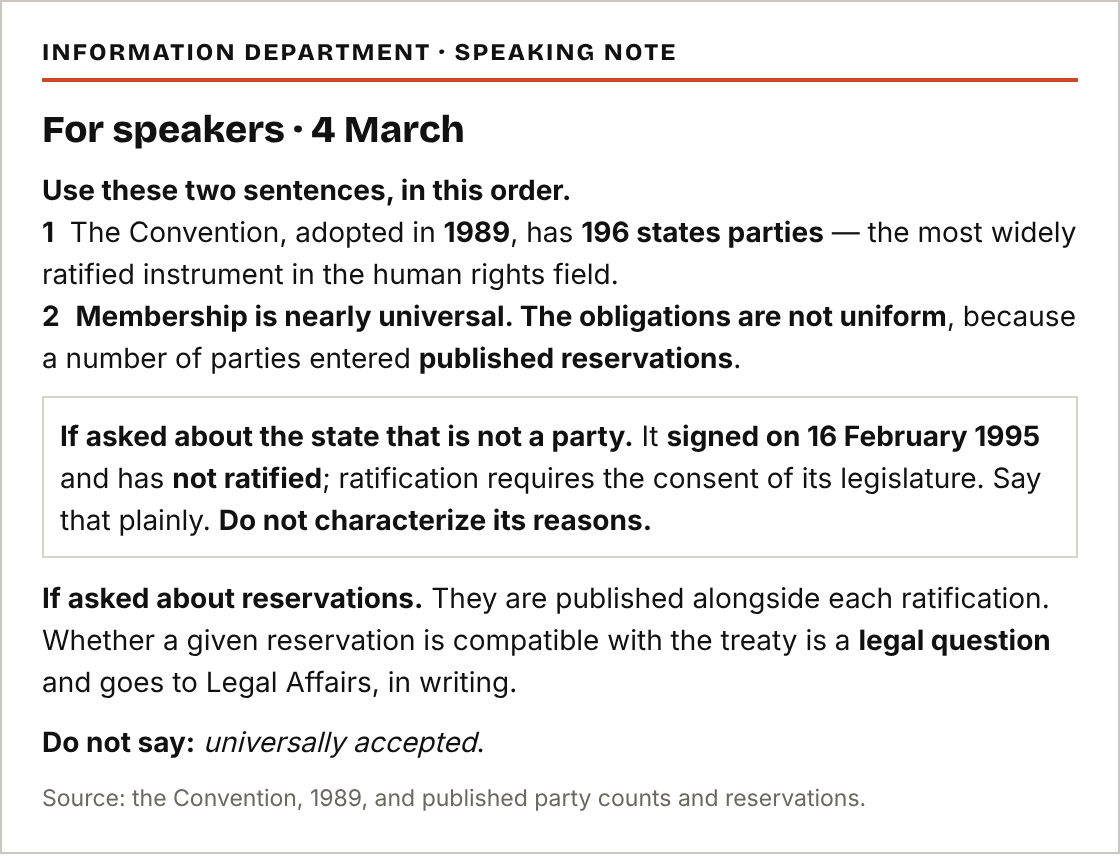 INFORMATION DEPARTMENT · SPEAKING NOTE
For speakers · 4 March
Use these two sentences, in this order.
1 The Convention, adopted in 1989, has 196 states parties — the most widely
ratified instrument in the human rights field.
2 Membership is nearly universal. The obligations are not uniform, because
a number of parties entered published reservations.
If asked about the state that is not a party. It signed on 16 February 1995
and has not ratified; ratification requires the consent of its legislature. Say
that plainly. Do not characterize its reasons.
If asked about reservations. They are published alongside each ratification.
Whether a given reservation is compatible with the treaty is a legal question
and goes to Legal Affairs, in writing.
Do not say: universally accepted.
Source: the Convention, 1989, and published party counts and reservations.